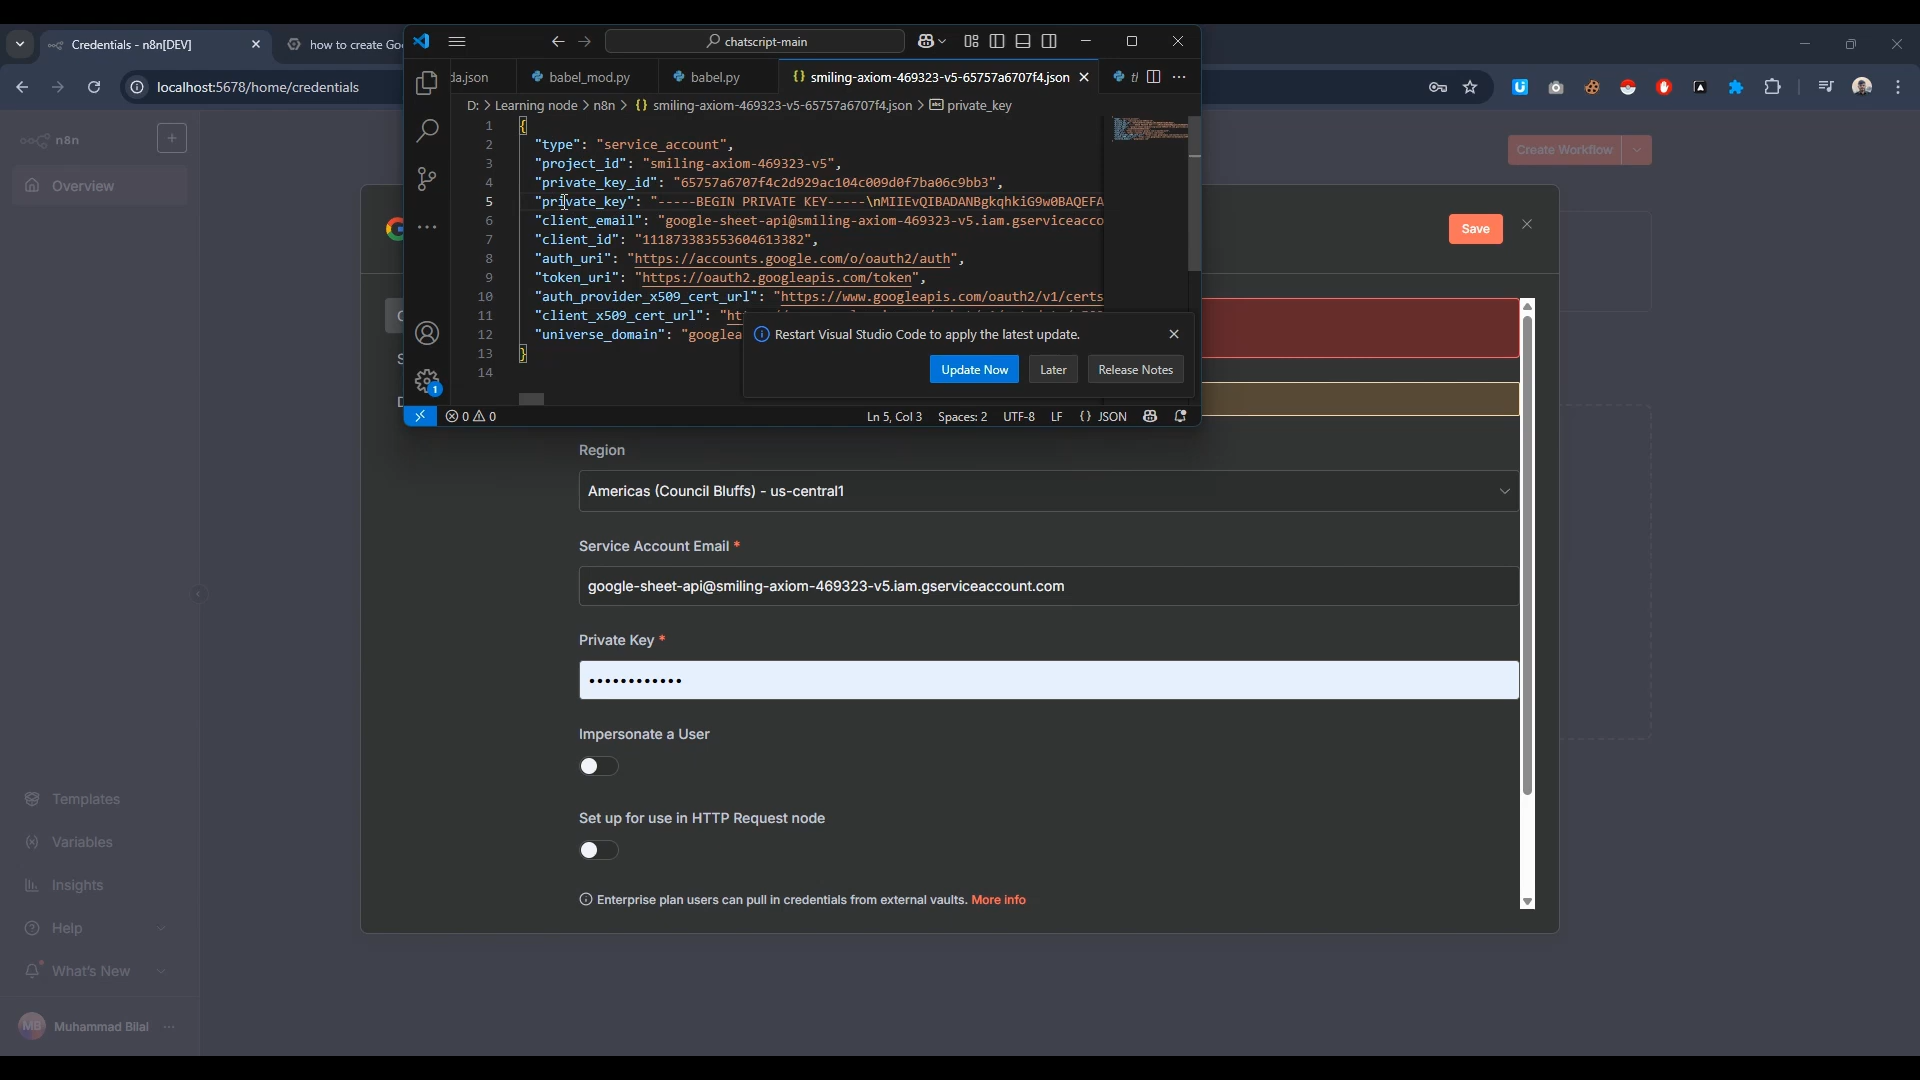 Credentials - n8n[DEV]
how to create Goo
localhost:5678/home/credentials
n8n
Overview
Templates
Variables
Insights
Help
What's New
MB
Muhammad Bilal
Create Workflow
chatscript-main
da.json
babel_mod.py
babel.py
{} smiling-axiom-469323-v5-65757a6707f4.json
D: > Learning node > n8n > {} smiling-axiom-469323-v5-65757a6707f4.json > private_key
1 {
2 "type": "service_account",
3 "project_id": "smiling-axiom-469323-v5",
4 "private_key_id": "65757a6707f4c2d929ac104c009d0f7ba06c9bb3",
5 "private_key": "-----BEGIN PRIVATE KEY-----\nMIIEvQIBADANBgkqhkiG9w0BAQEFA
6 "client_email": "google-sheet-api@smiling-axiom-469323-v5.iam.gserviceacco
7 "client_id": "111873383553604613382",
8 "auth_uri": "https://accounts.google.com/o/oauth2/auth",
9 "token_uri": "https://oauth2.googleapis.com/token",
10 "auth_provider_x509_cert_url": "https://www.googleapis.com/oauth2/v1/certs
11 "client_x509_cert_url": "ht
12 "universe_domain": "googlea
13 }
14
Restart Visual Studio Code to apply the latest update.
Update Now
Later
Release Notes
1
0 0
Ln 5, Col 3
Spaces: 2
UTF-8
LF
{} JSON
Save
Region
Americas (Council Bluffs) - us-central1
Service Account Email *
google-sheet-api@smiling-axiom-469323-v5.iam.gserviceaccount.com
Private Key *
••••••••••••
Impersonate a User
Set up for use in HTTP Request node
Enterprise plan users can pull in credentials from external vaults. More info